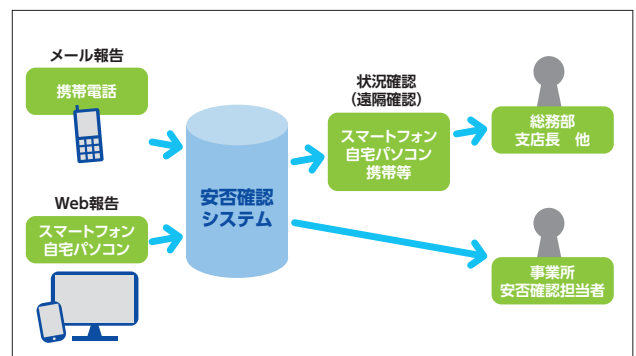 メール報告
携帯電話
Web報告
スマートフォン
自宅パソコン
安否確認
システム
状況確認
(遠隔確認)
スマートフォン
自宅パソコン
携帯等
総務部
支店長　他
事業所
安否確認担当者